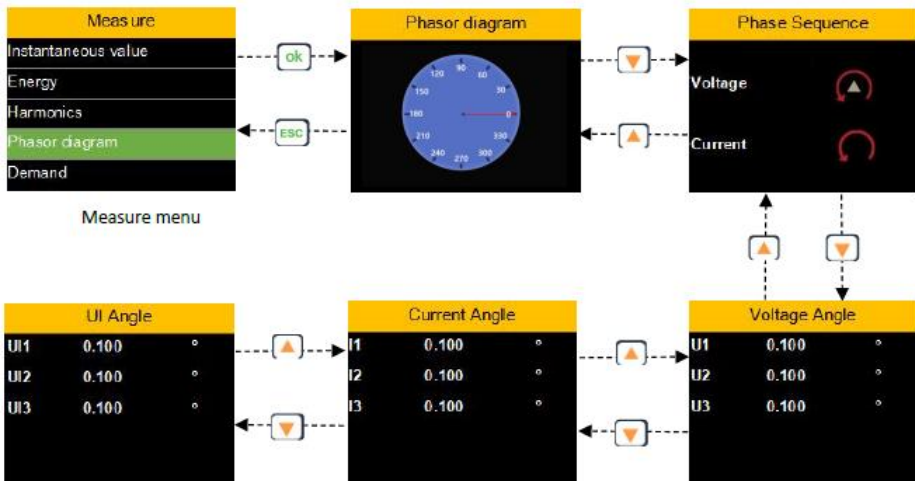 Measure
Instantaneous value
Energy
Harmonics
Phasor diagram
Demand
Measure menu
ok
ESC
Phasor diagram
90
120
60
150
30
180
0
210
330
240
300
270
Phase Sequence
Voltage
Current
UI Angle
UI1 0.100 °
UI2 0.100 °
UI3 0.100 °
Current Anglle
I1 0.100 °
I2 0.100 °
I3 0.100 °
Voltage Angle
U1 0.100 °
U2 0.100 °
U3 0.100 °